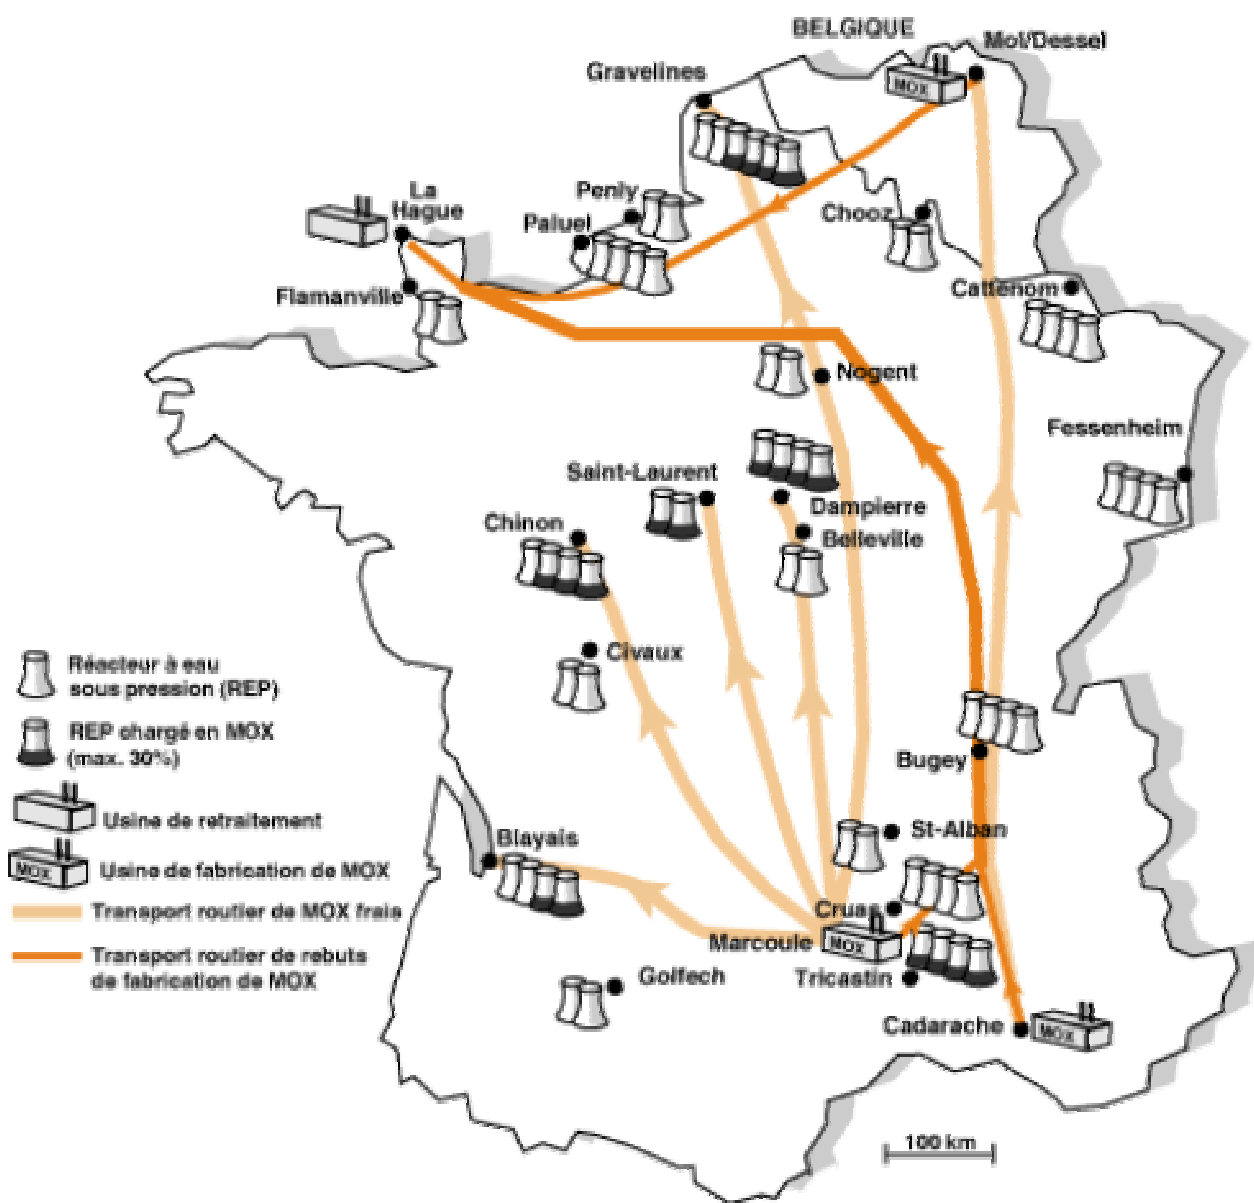 BELGIQUE
Mol/Dessel
Gravelines
MOX
La
Hague
Penly
Paluel
Chooz
Flamanville
Cattenom
Nogent
Fessenheim
Saint-Laurent
Dampierre
Chinon
Belleville
Civaux
Réacteur à eau
sous pression (REP)
REP chargé en MOX
(max. 30%)
Bugey
Usine de retraitement
St-Alban
Blayais
MOX
Usine de fabrication de MOX
Transport routier de MOX frais
Cruas
Marcoule
MOX
Transport routier de rebuts
de fabrication de MOX
Golfech
Tricastin
Cadarache
MOX
100 km